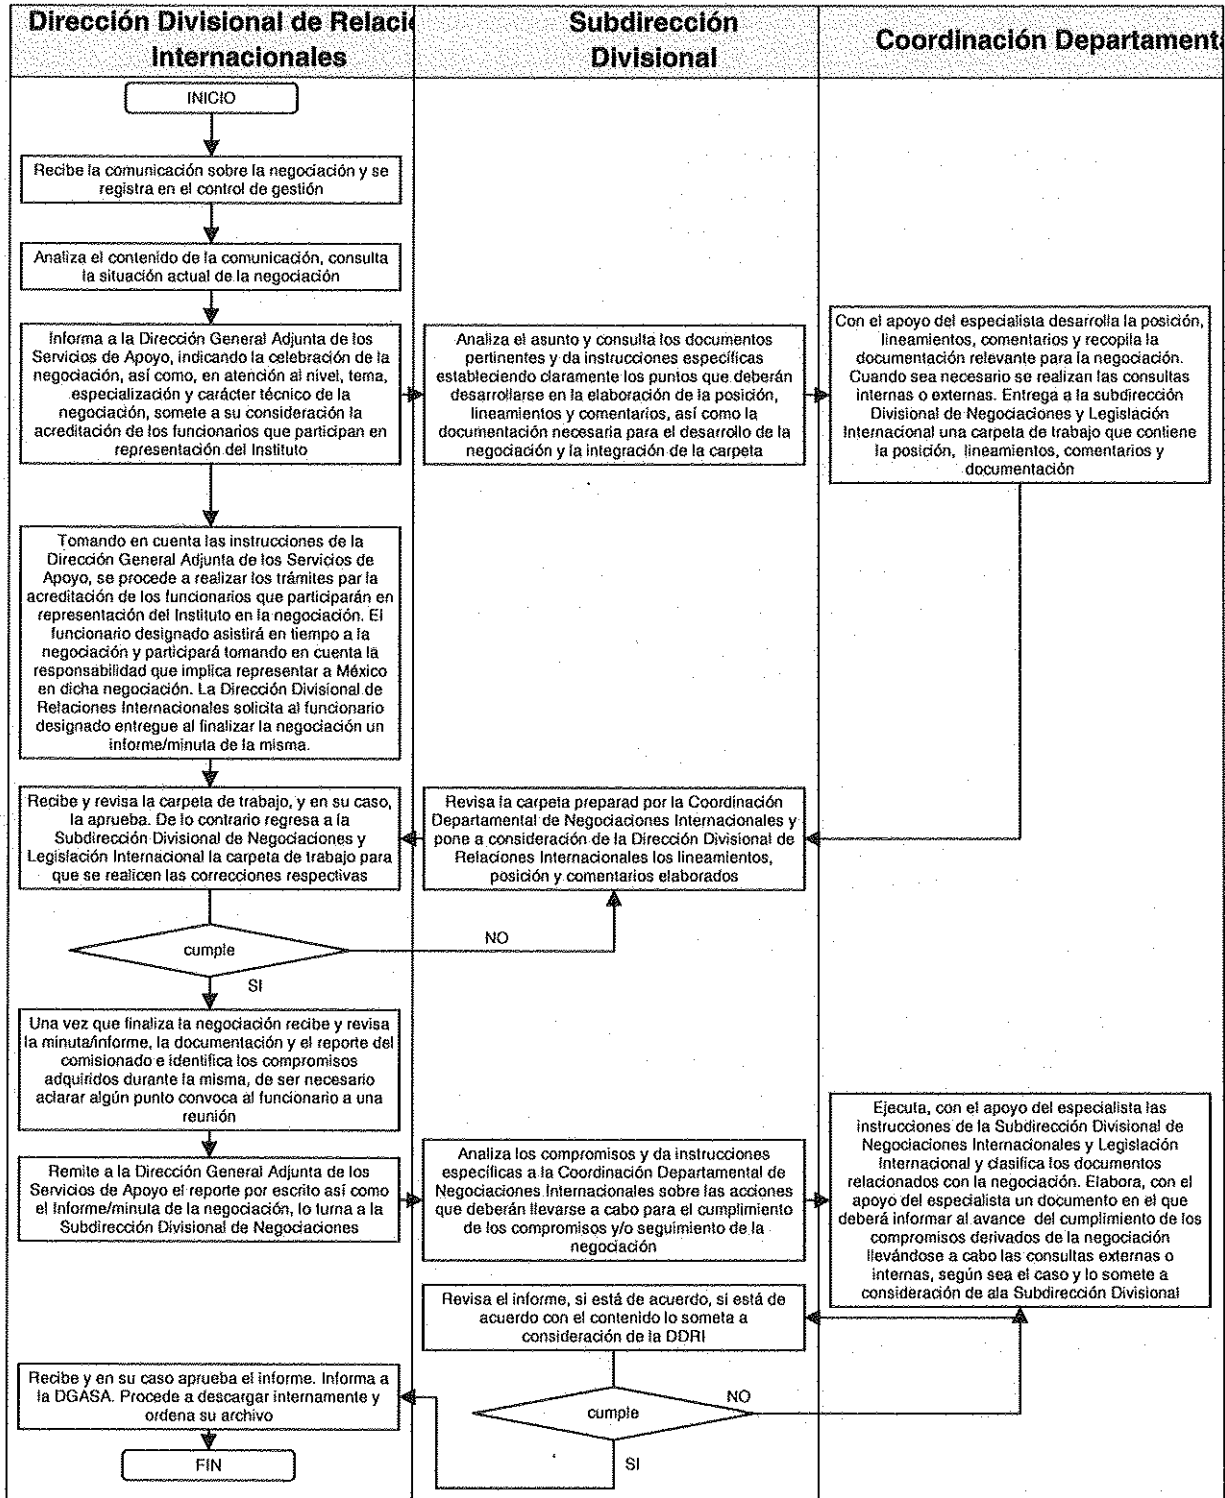 Dirección Divisional de Relaci
Internacionales
Subdirección
Divisional
Coordinación Departament
INICIO
Recibe la comunicación sobre la negociación y se
registra en el control de gestión
Analiza el contenido de la comunicación, consulta
la situación actual de la negociación
Informa a la Dirección General Adjunta de los
Servicios de Apoyo, indicando la celebración de la
negociación, así como, en atención al nivel, tema,
especialización y carácter técnico de la
negociación, somete a su consideración la
acreditación de los funcionarios que participan en
representación del Instituto
Analiza el asunto y consulta los documentos
pertinentes y da instrucciones específicas
estableciendo claramente los puntos que deberán
desarrollarse en la elaboración de la posición,
lineamientos y comentarios, así como la
documentación necesaria para el desarrollo de la
negociación y la integración de la carpeta
Con el apoyo del especialista desarrolla la posición,
lineamientos, comentarios y recopila la
documentación relevante para la negociación.
Cuando sea necesario se realizan las consultas
internas o externas. Entrega a la subdirección
Divisional de Negociaciones y Legislación
Internacional una carpeta de trabajo que contiene
la posición, lineamientos, comentarios y
documentación
Tomando en cuenta las instrucciones de la
Dirección General Adjunta de los Servicios de
Apoyo, se procede a realizar los trámites par la
acreditación de los funcionarios que participarán en
representación del Instituto en la negociación. El
funcionario designado asistirá en tiempo a la
negociación y participará tomando en cuenta la
responsabilidad que implica representar a México
en dicha negociación. La Dirección Divisional de
Relaciones Internacionales solicita al funcionario
designado entregue al finalizar la negociación un
informe/minuta de la misma.
Recibe y revisa la carpeta de trabajo, y en su caso,
la aprueba. De lo contrario regresa a la
Subdirección Divisional de Negociaciones y
Legislación Internacional la carpeta de trabajo para
que se realicen las correcciones respectivas
Revisa la carpeta preparad por la Coordinación
Departamental de Negociaciones Internacionales y
pone a consideración de la Dirección Divisional de
Relaciones Internacionales los lineamientos,
posición y comentarios elaborados
cumple
NO
SI
Una vez que finaliza la negociación recibe y revisa
la minuta/informe, la documentación y el reporte del
comisionado e identifica los compromisos
adquiridos durante la misma, de ser necesario
aclarar algún punto convoca al funcionario a una
reunión
Remite a la Dirección General Adjunta de los
Servicios de Apoyo el reporte por escrito así como
el Informe/minuta de la negociación, lo turna a la
Subdirección Divisional de Negociaciones
Analiza los compromisos y da instrucciones
específicas a la Coordinación Departamental de
Negociaciones Internacionales sobre las acciones
que deberán llevarse a cabo para el cumplimiento
de los compromisos y/o seguimiento de la
negociación
Ejecuta, con el apoyo del especialista las
instrucciones de la Subdirección Divisional de
Negociaciones Internacionales y Legislación
Internacional y clasifica los documentos
relacionados con la negociación. Elabora, con el
apoyo del especialista un documento en el que
deberá informar al avance del cumplimiento de los
compromisos derivados de la negociación
llevándose a cabo las consultas externas o
internas, según sea el caso y lo somete a
consideración de ala Subdirección Divisional
Revisa el informe, si está de acuerdo, si está de
acuerdo con el contenido lo someta a
consideración de la DDRI
Recibe y en su caso aprueba el informe. Informa a
la DGASA. Procede a descargar internamente y
ordena su archivo
cumple
NO
SI
FIN